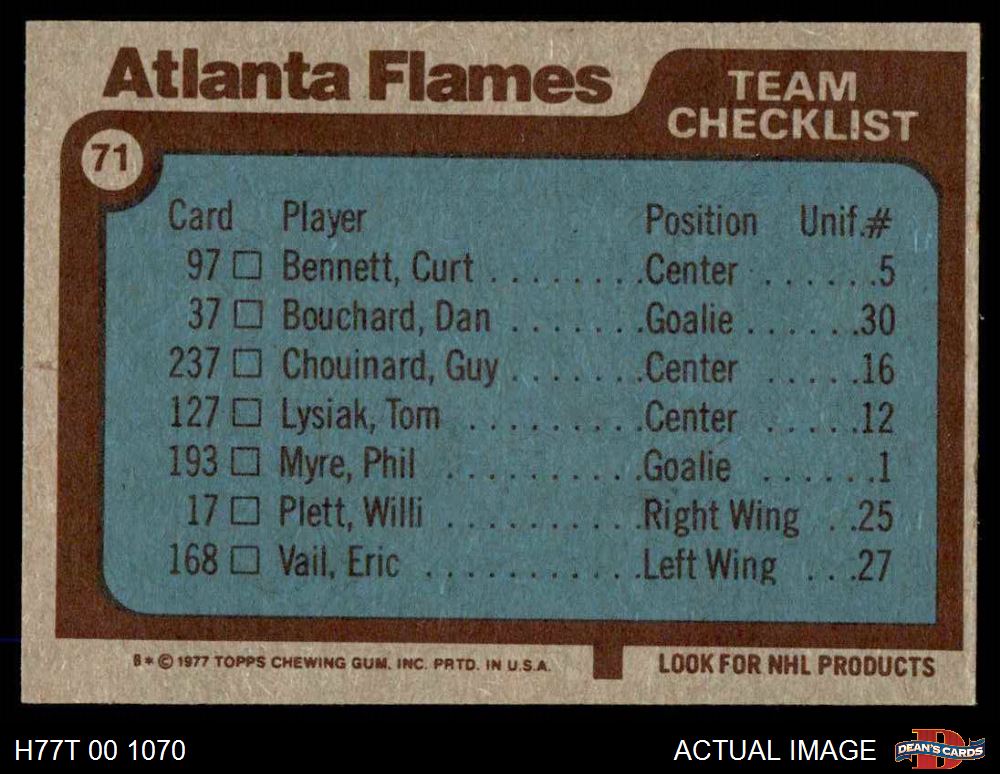 Atlanta Flames
TEAM
CHECKLIST
71
Card Player Position Unif.#
97 □ Bennett, Curt . . . . . . . . .Center . . . . . .5
37 □ Bouchard, Dan . . . . . . .Goalie . . . . . .30
237 □ Chouinard, Guy . . . . . . .Center . . . . .16
127 □ Lysiak, Tom . . . . . . . . .Center . . . . .12
193 □ Myre, Phil . . . . . . . . . .Goalie . . . . . .1
17 □ Plett, Willi . . . . . . . . . .Right Wing . .25
168 □ Vail, Eric . . . . . . . . . . .Left Wing . . .27
B * © 1977 TOPPS CHEWING GUM. INC. PRTD. IN U.S.A.
LOOK FOR NHL PRODUCTS
H77T 00 1070
ACTUAL IMAGE
D
DEAN'S CARDS